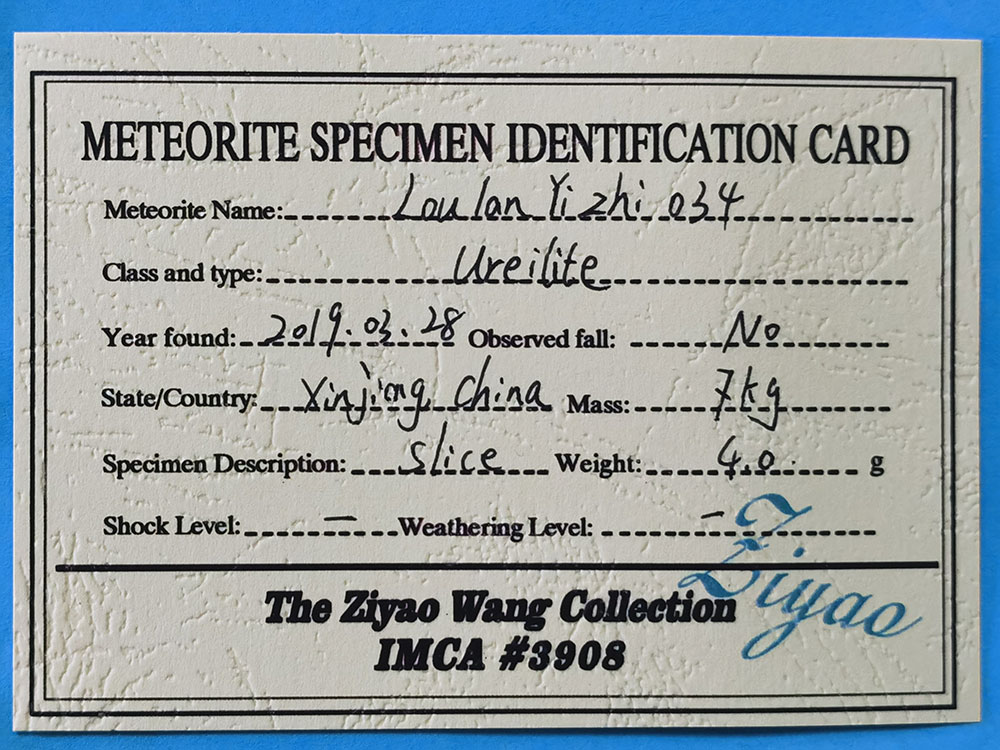 METEORITE SPECIMEN IDENTIFICATION CARD
Meteorite Name: Loulan Yizhi 034
Class and type: Ureilite
Year found: 2019.03.28 Observed fall: No
State/Country: Xinjiang China Mass: 7kg
Specimen Description: slice Weight: 4.0 g
Shock Level: — Weathering Level: —
The Ziyao Wang Collection
IMCA #3908
Ziyao